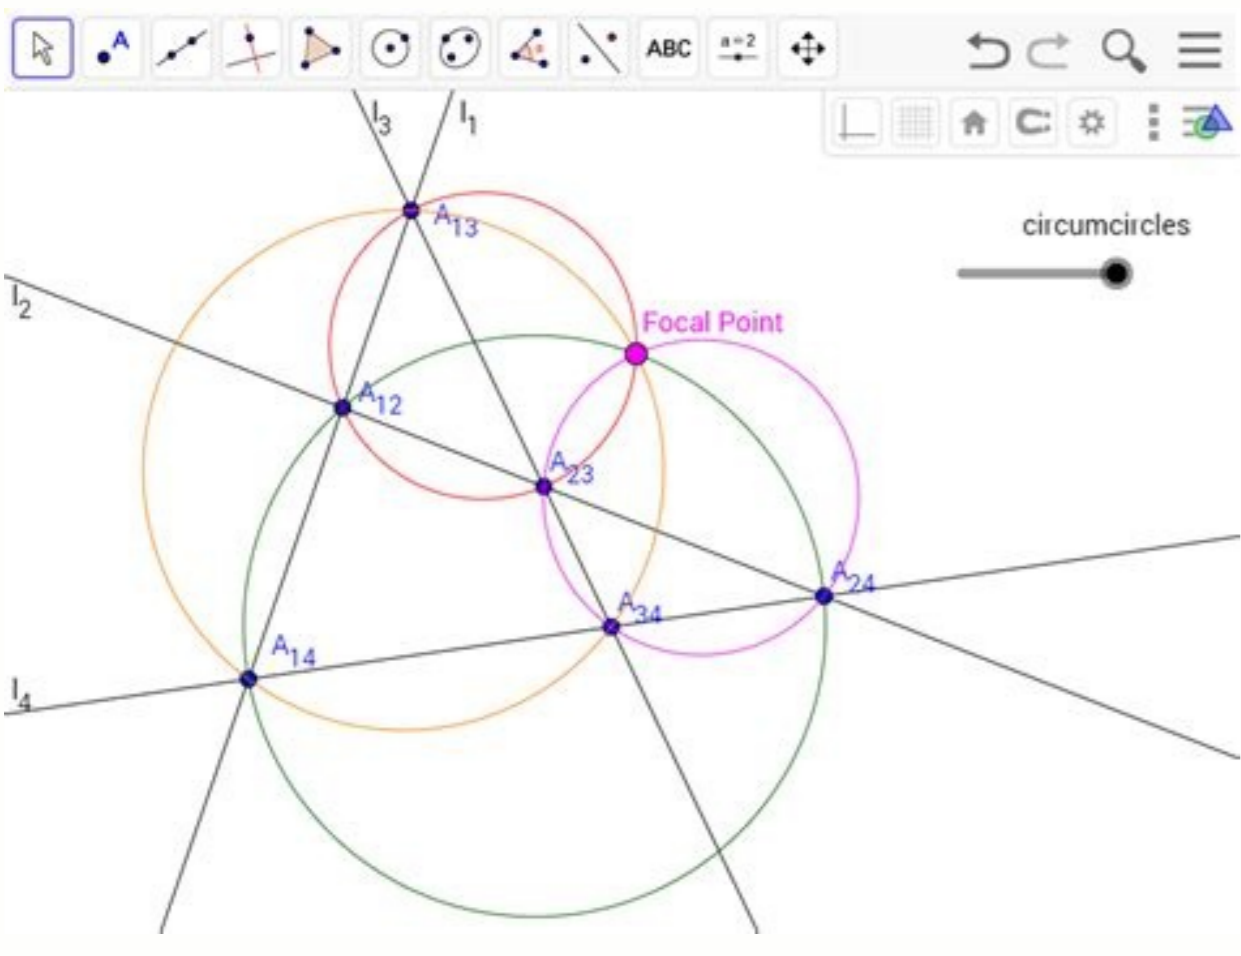 A
ABC
a=2
l3
l1
circumcircles
A13
l2
Focal Point
A12
A23
A24
A34
A14
l4